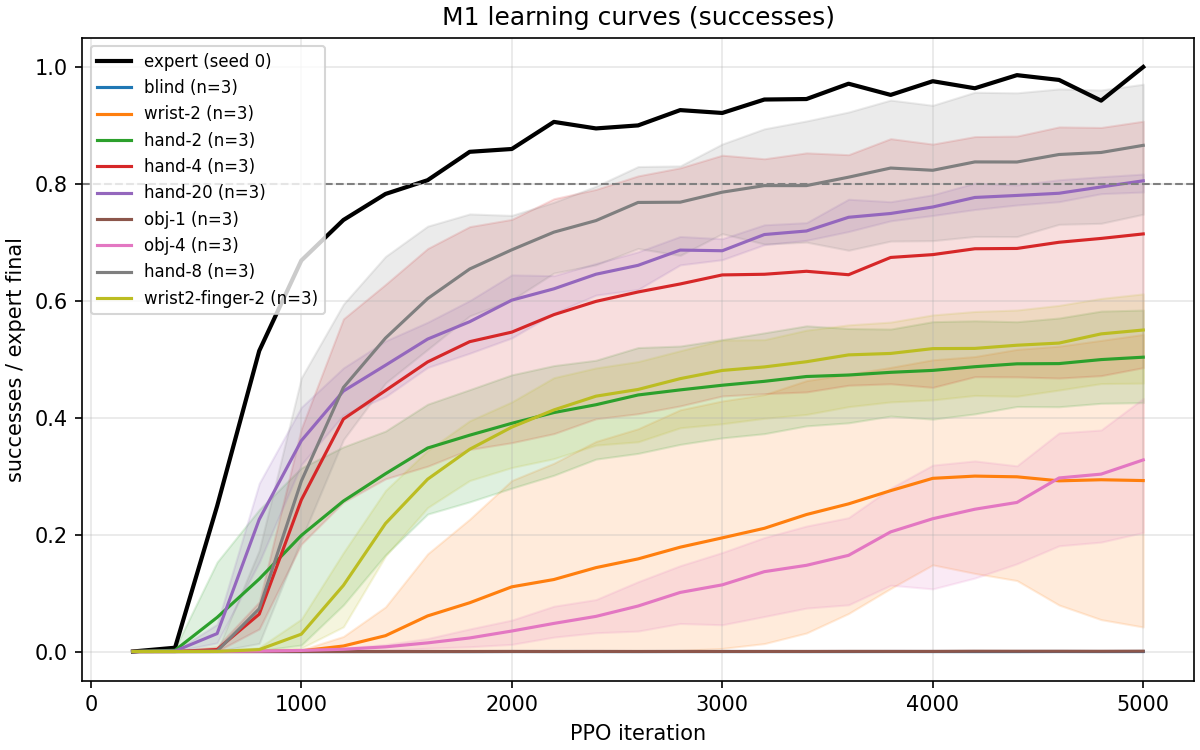 M1 learning curves (successes)
successes / expert final
1.0
0.8
0.6
0.4
0.2
0.0
expert (seed 0)
blind (n=3)
wrist-2 (n=3)
hand-2 (n=3)
hand-4 (n=3)
hand-20 (n=3)
obj-1 (n=3)
obj-4 (n=3)
hand-8 (n=3)
wrist2-finger-2 (n=3)
0 1000 2000 3000 4000 5000
PPO iteration